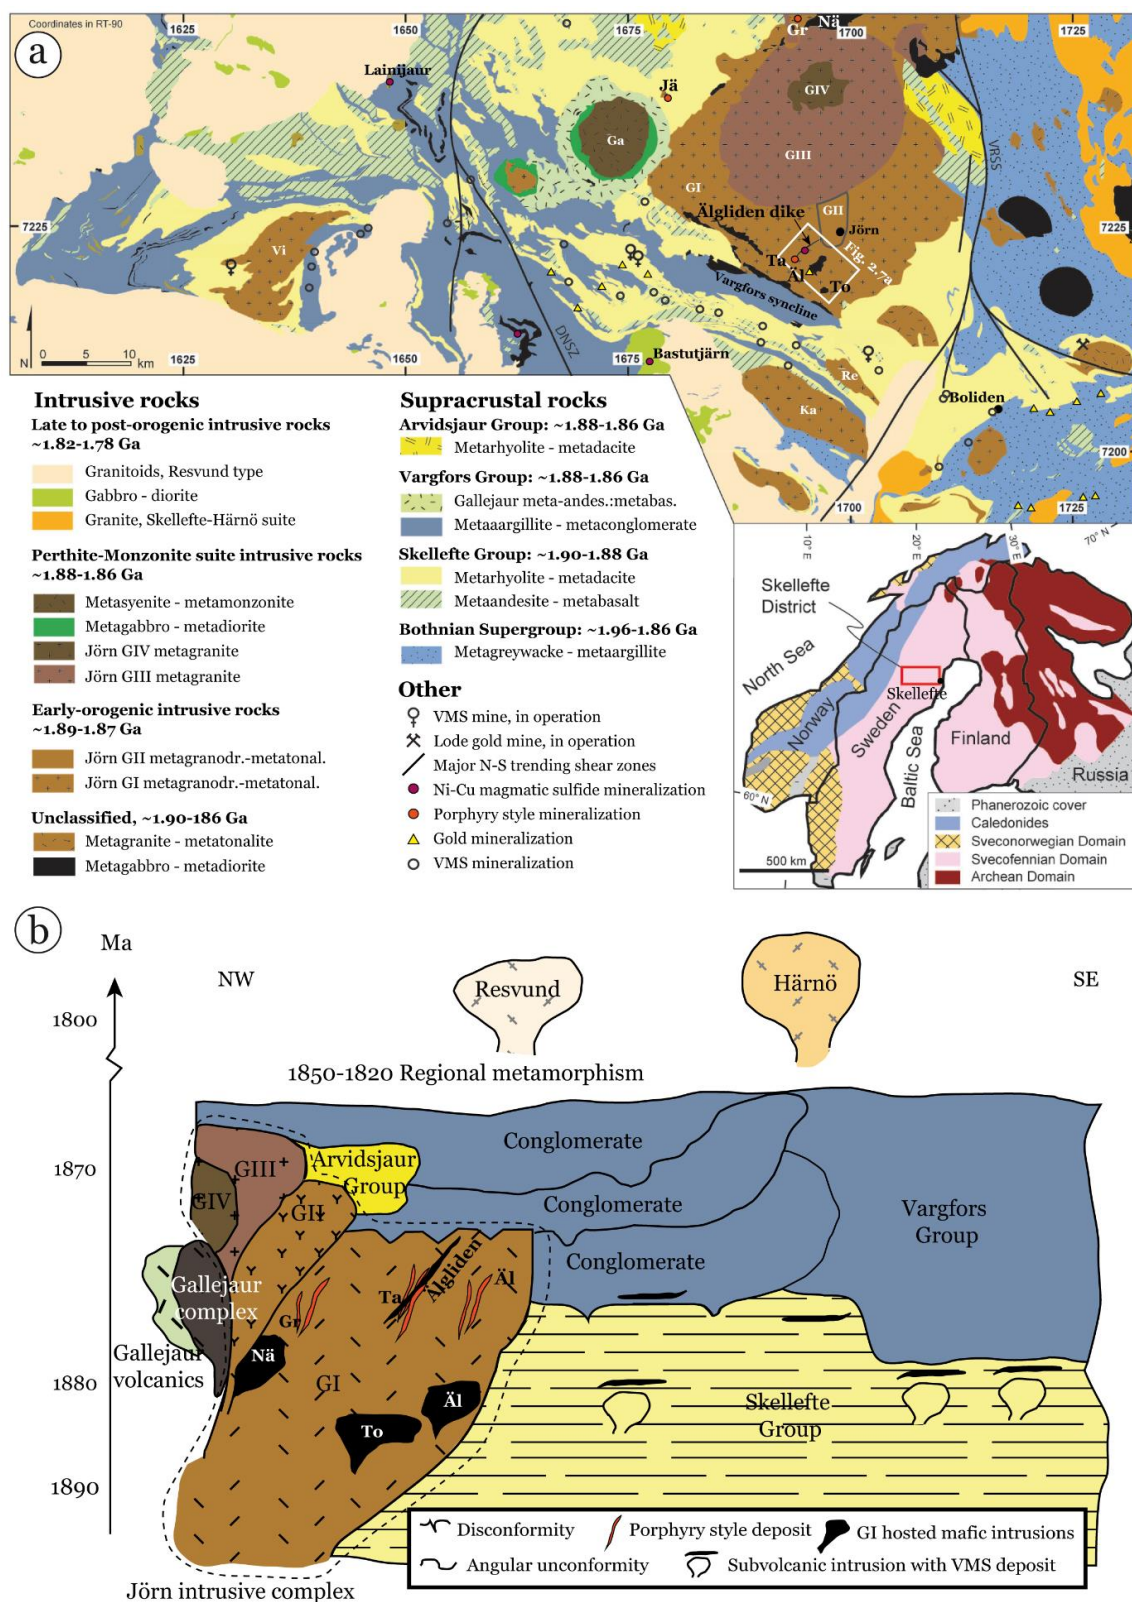 Coordinates in RT-90
a
1625
1650
1675
1700
1725
Gr
Nä
Lainijaur
Jä
GIV
Ga
GIII
VRSS
GI
GII
Älgliden dike
Jörn
7225
7225
Vi
Fig. 2.7a
Ta
Äl
To
Vargfors syncline
DNSZ
N
0 5 10
km
1625
1650
1675
Bastutjärn
Re
Ka
Boliden
7200
1700
1725
Intrusive rocks
Late to post-orogenic intrusive rocks
~1.82-1.78 Ga
Granitoids, Resvund type
Gabbro - diorite
Granite, Skellefte-Härnö suite
Perthite-Monzonite suite intrusive rocks
~1.88-1.86 Ga
Metasyenite - metamonzonite
Metagabbro - metadiorite
Jörn GIV metagranite
Jörn GIII metagranite
Early-orogenic intrusive rocks
~1.89-1.87 Ga
Jörn GII metagranodr.-metatonal.
Jörn GI metagranodr.-metatonal.
Unclassified, ~1.90-186 Ga
Metagranite - metatonalite
Metagabbro - metadiorite
Supracrustal rocks
Arvidsjaur Group: ~1.88-1.86 Ga
Metarhyolite - metadacite
Vargfors Group: ~1.88-1.86 Ga
Gallejaur meta-andes.:metabas.
Metaaargillite - metaconglomerate
Skellefte Group: ~1.90-1.88 Ga
Metarhyolite - metadacite
Metaandesite - metabasalt
Bothnian Supergroup: ~1.96-1.86 Ga
Metagreywacke - metaargillite
Other
VMS mine, in operation
Lode gold mine, in operation
Major N-S trending shear zones
Ni-Cu magmatic sulfide mineralization
Porphyry style mineralization
Gold mineralization
VMS mineralization
10° E
20° E
30° E
70° N
Skellefte
District
North Sea
Skellefte
Norway
Sweden
Baltic Sea
Finland
Russia
60° N
500 km
Phanerozoic cover
Caledonides
Sveconorwegian Domain
Svecofennian Domain
Archean Domain
b
Ma
NW
SE
Resvund
Härnö
1800
1850-1820 Regional metamorphism
1870
1880
1890
Conglomerate
Conglomerate
Conglomerate
GIII
GIV
GII
Arvidsjaur
Group
Vargfors
Group
Gallejaur
complex
Gallejaur
volcanics
Gr
Ta
Älgliden
Äl
Nä
GI
Äl
To
Skellefte
Group
Disconformity
Porphyry style deposit
GI hosted mafic intrusions
Angular unconformity
Subvolcanic intrusion with VMS deposit
Jörn intrusive complex